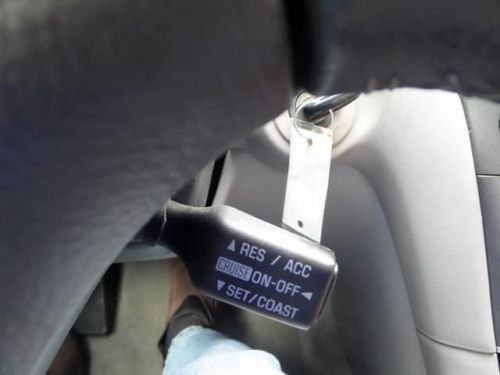 ▲ RES / ACC
CRUISE ON-OFF ◄
▼ SET/COAST